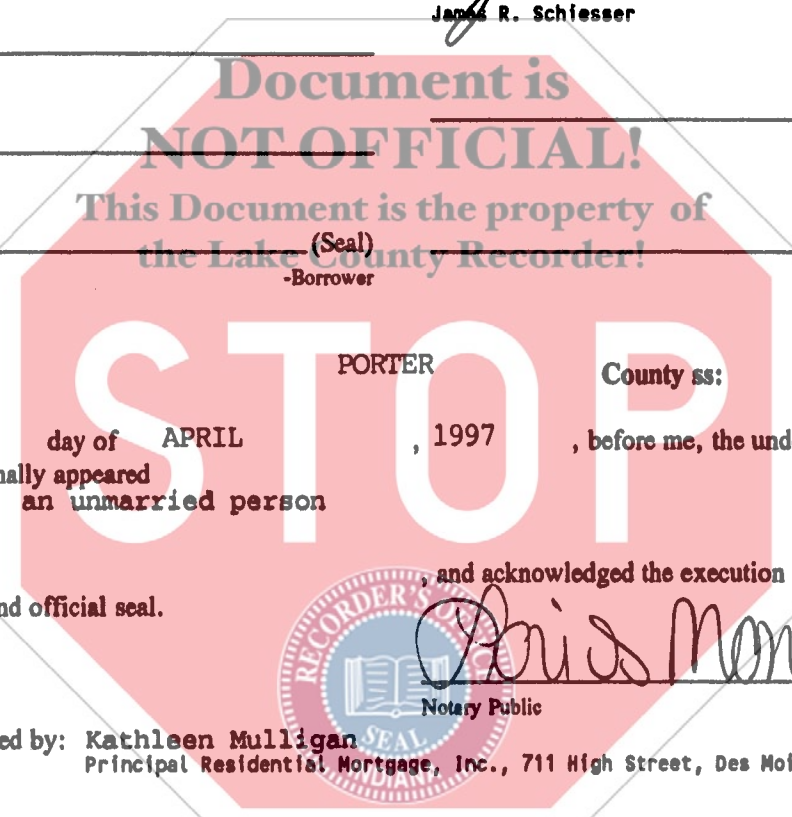 James R. Schiesser
Document is
NOT OFFICIAL!
This Document is the property of
the Lake County Recorder!
(Seal)
-Borrower
STOP
PORTER County ss:
day of APRIL , 1997 , before me, the und
nally appeared
an unmarried person
, and acknowledged the execution
nd official seal.
RECORDER'S OFFICE
SEAL
INDIANA
Notary Public
ed by: Kathleen Mulligan
Principal Residential Mortgage, Inc., 711 High Street, Des Moi